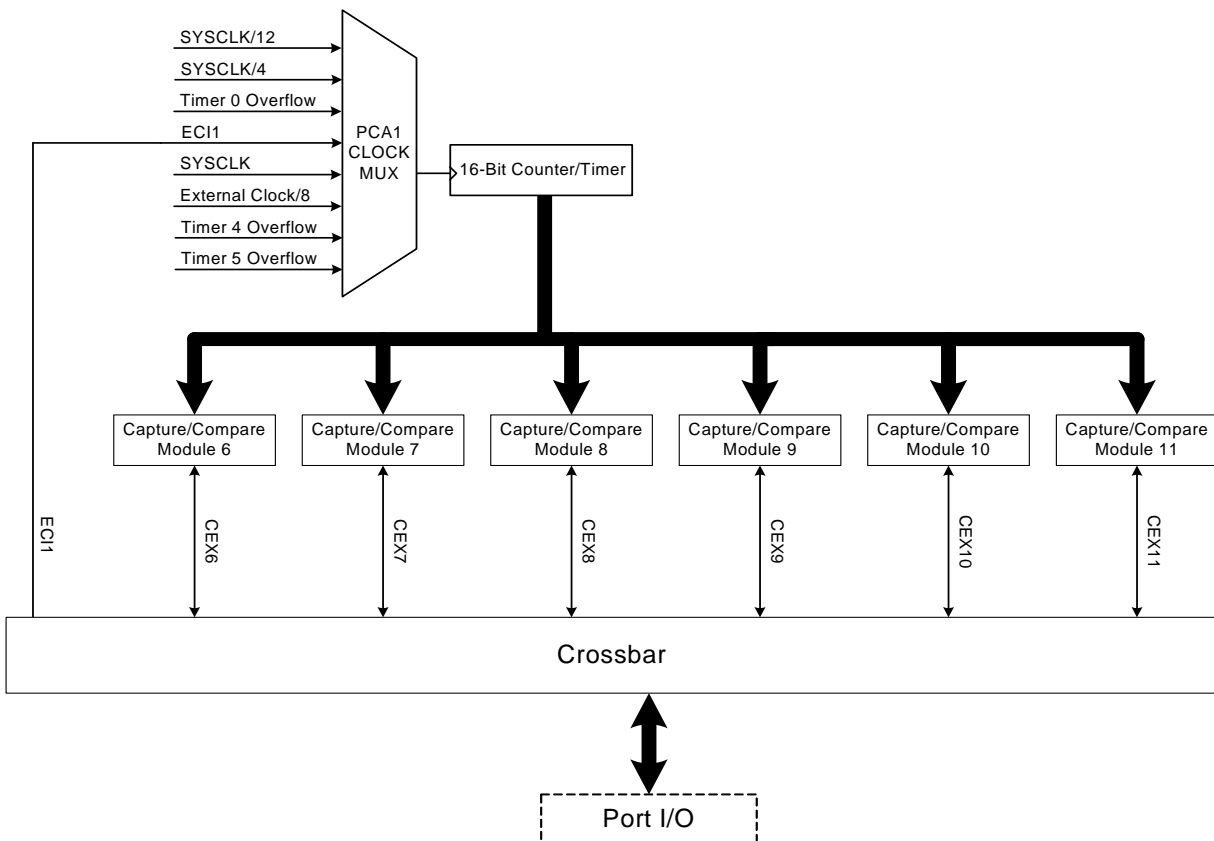 SYSCLK/12
SYSCLK/4
Timer 0 Overflow
ECI1
SYSCLK
External Clock/8
Timer 4 Overflow
Timer 5 Overflow
PCA1
CLOCK
MUX
16-Bit Counter/Timer
Capture/Compare
Module 6
Capture/Compare
Module 7
Capture/Compare
Module 8
Capture/Compare
Module 9
Capture/Compare
Module 10
Capture/Compare
Module 11
ECI1
CEX6
CEX7
CEX8
CEX9
CEX10
CEX11
Crossbar
Port I/O